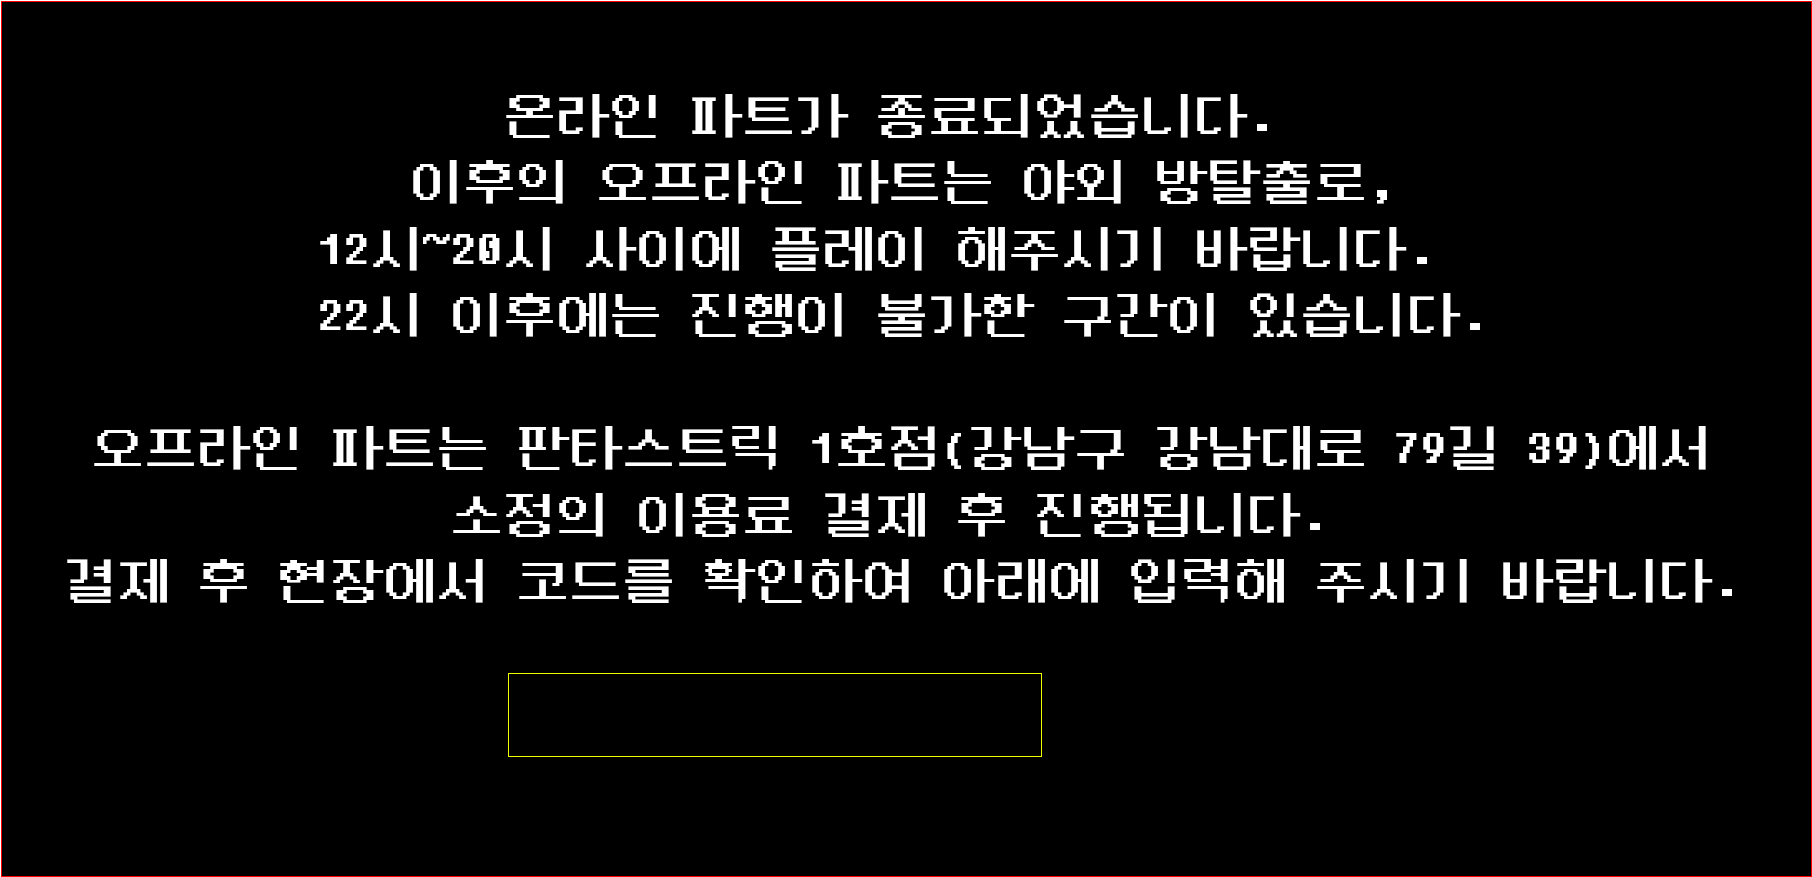 온라인 파트가 종료되었습니다.
이후의 오프라인 파트는 야외 방탈출로,
12시~20시 사이에 플레이 해주시기 바랍니다.
22시 이후에는 진행이 불가한 구간이 있습니다.
오프라인 파트는 판타스트릭 1호점(강남구 강남대로 79길 39)에서
소정의 이용료 결제 후 진행됩니다.
결제 후 현장에서 코드를 확인하여 아래에 입력해 주시기 바랍니다.